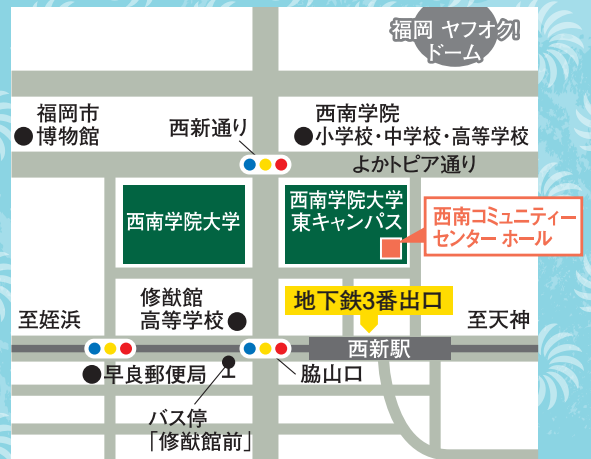 福岡 ヤフオク!
ドーム
福岡市
博物館
西新通り
西南学院
小学校・中学校・高等学校
よかトピア通り
西南学院大学
西南学院大学
東キャンパス
西南コミュニティー
センター ホール
修猷館
高等学校
地下鉄3番出口
至姪浜
至天神
西新駅
早良郵便局
脇山口
バス停
「修猷館前」